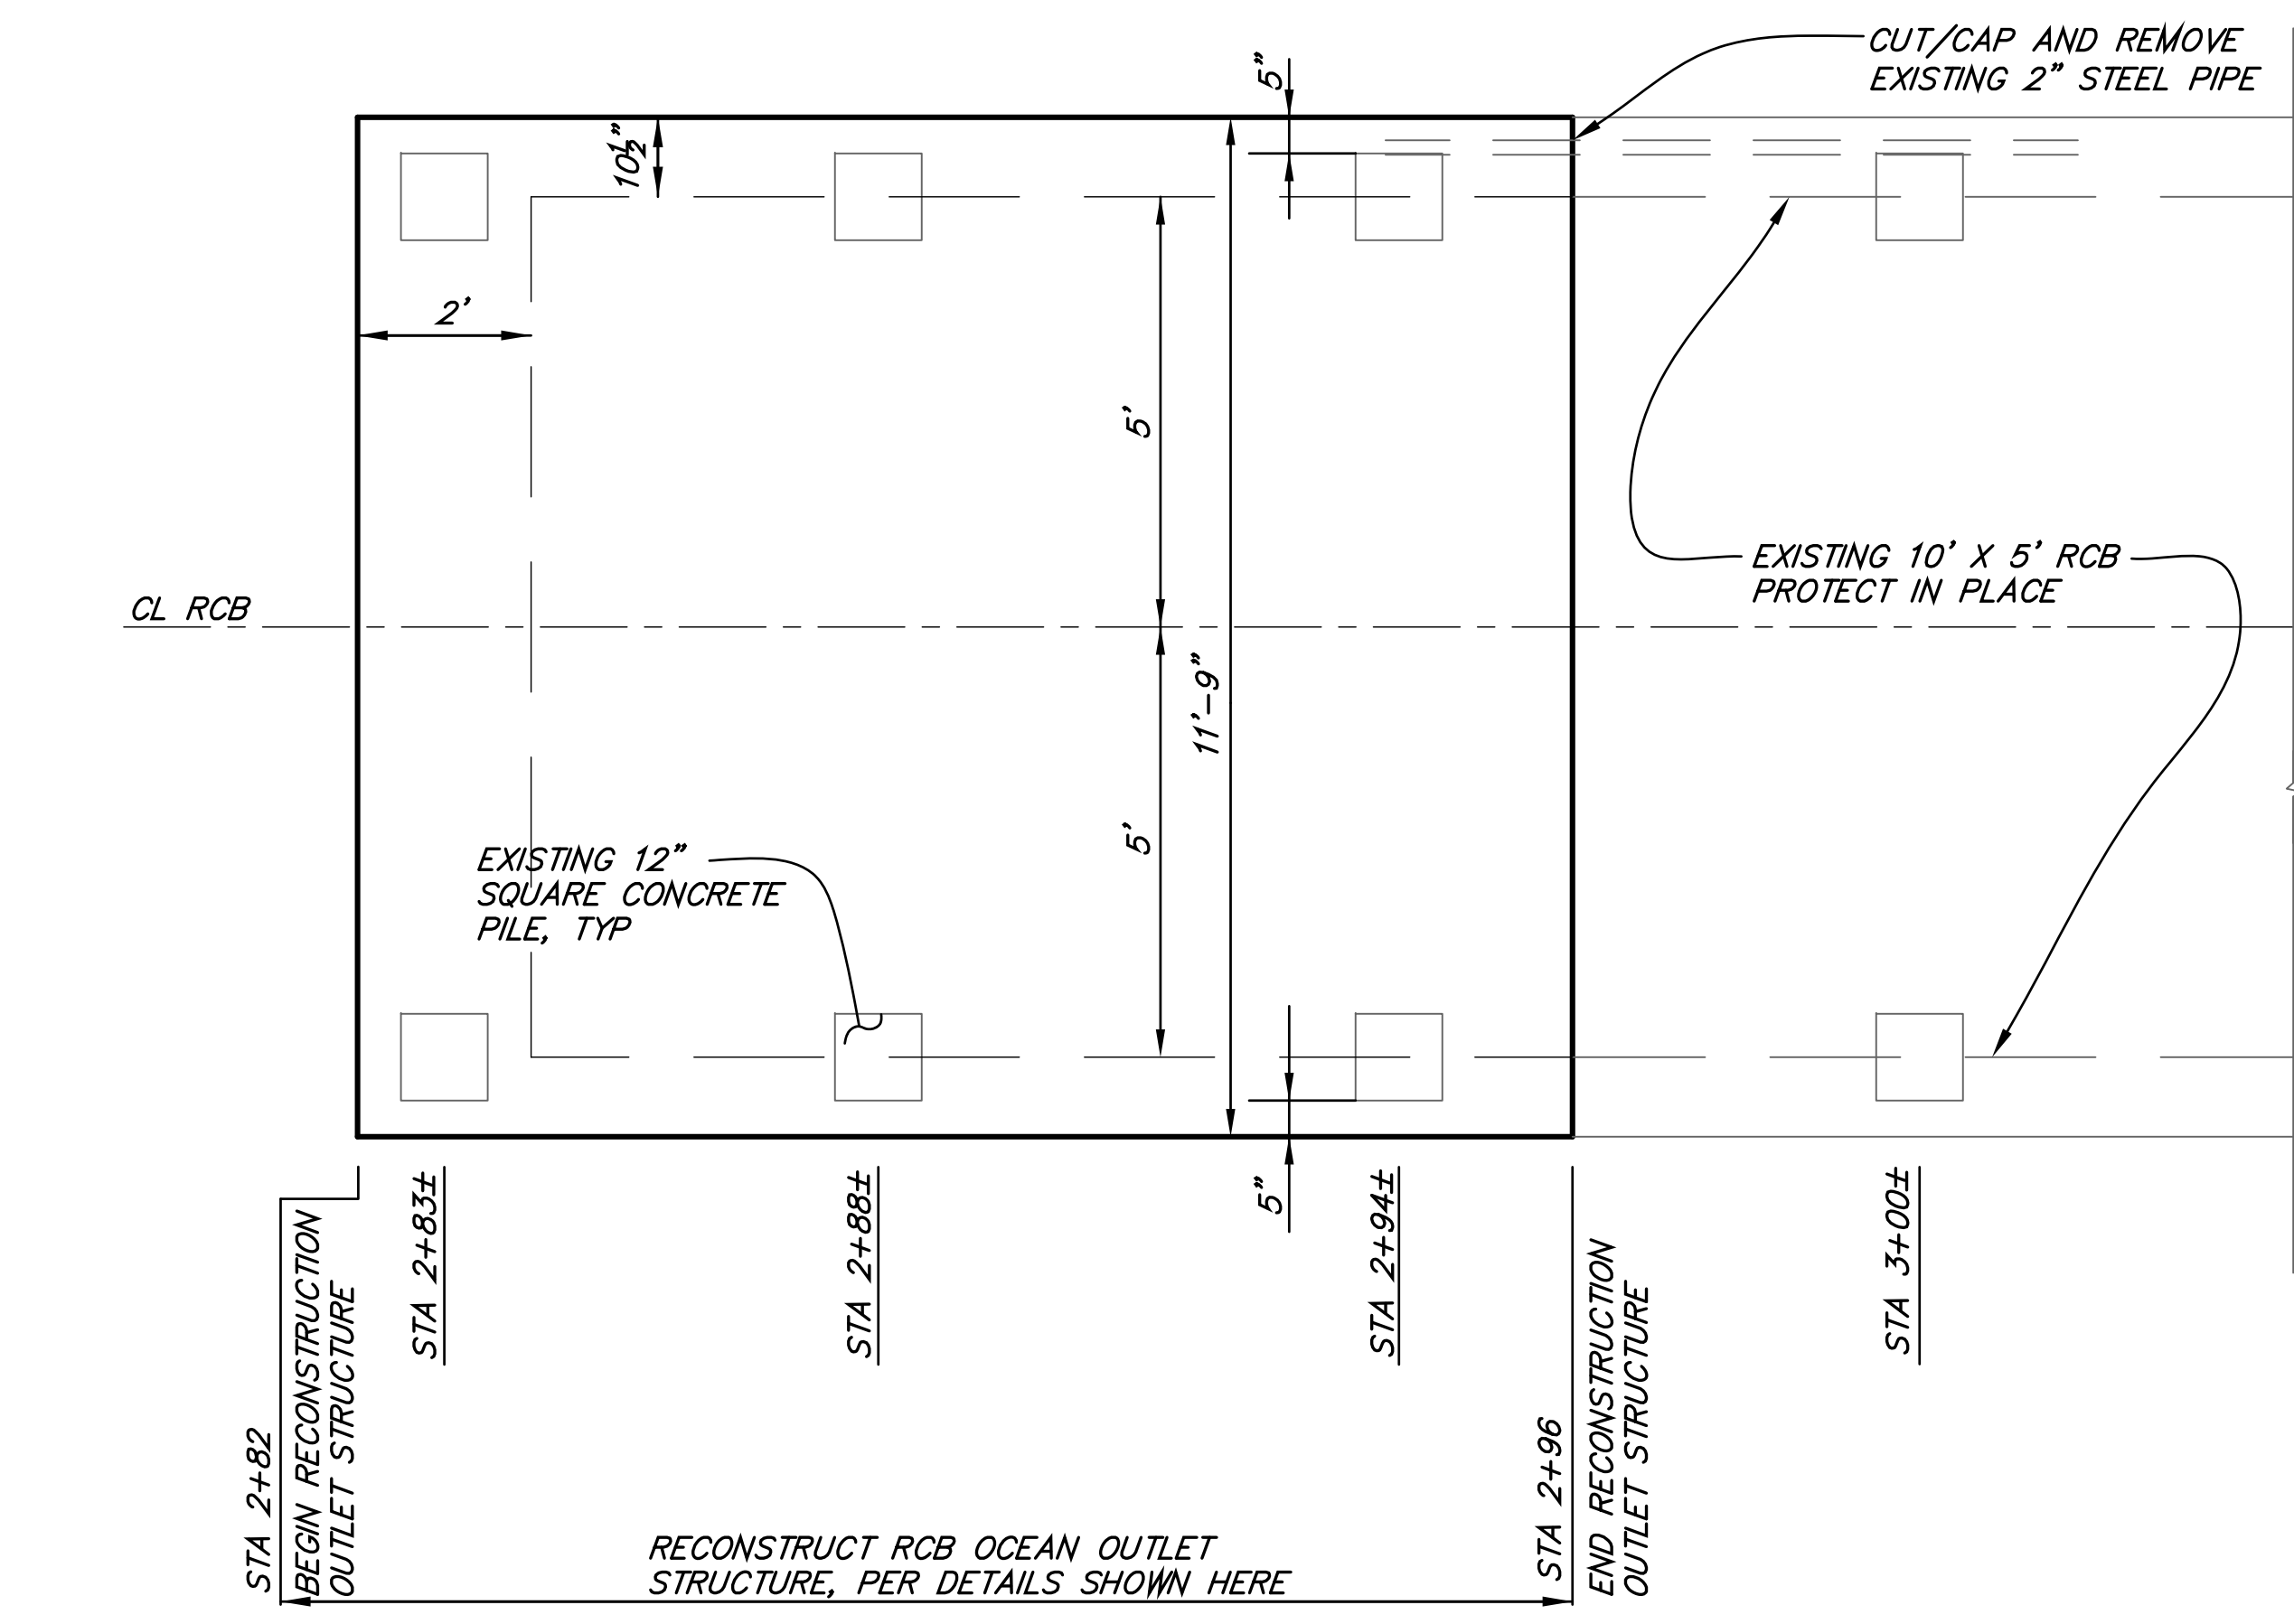 CUT/CAP AND REMOVE
EXISTING 2" STEEL PIPE
5"
10½"
2'
5'
EXISTING 10' X 5' RCB
PROTECT IN PLACE
CL RCB
11'-9"
5'
EXISTING 12"
SQUARE CONCRETE
PILE, TYP
5"
STA 2+83±
STA 2+88±
STA 2+94±
STA 3+00±
STA 2+82
BEGIN RECONSTRUCTION
OUTLET STRUCTURE
STA 2+96
END RECONSTRUCTION
OUTLET STRUCTURE
RECONSTRUCT RCB OCEAN OUTLET
STRUCTURE, PER DETAILS SHOWN HERE